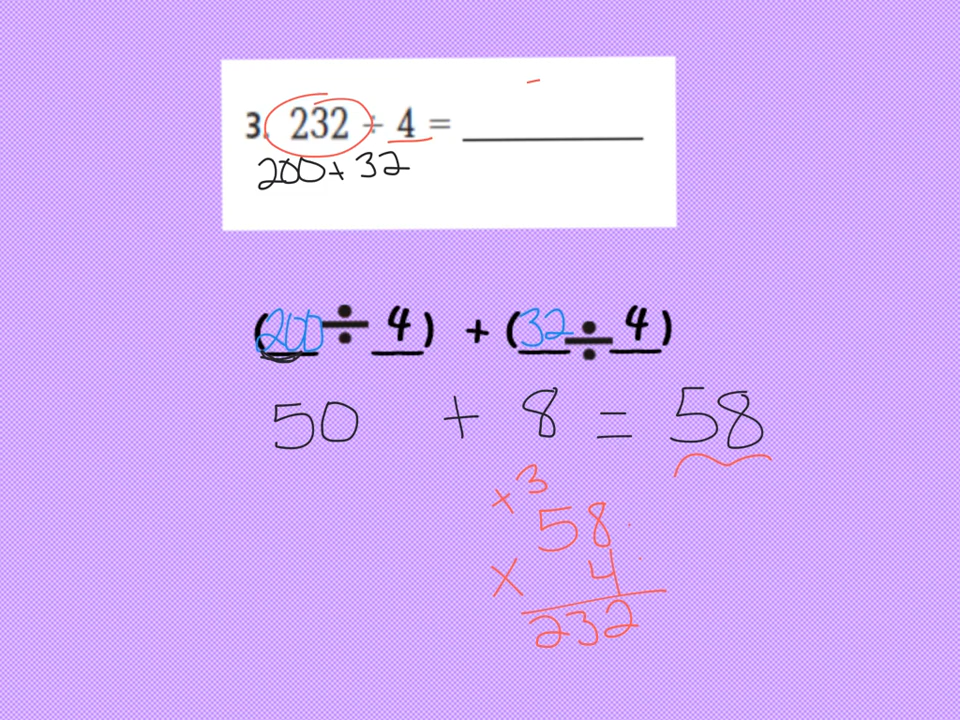 3. 232 ÷ 4 = ________
200 + 32
(200 ÷ 4) + (32 ÷ 4)
50 + 8 = 58
+3
58
× 4
232